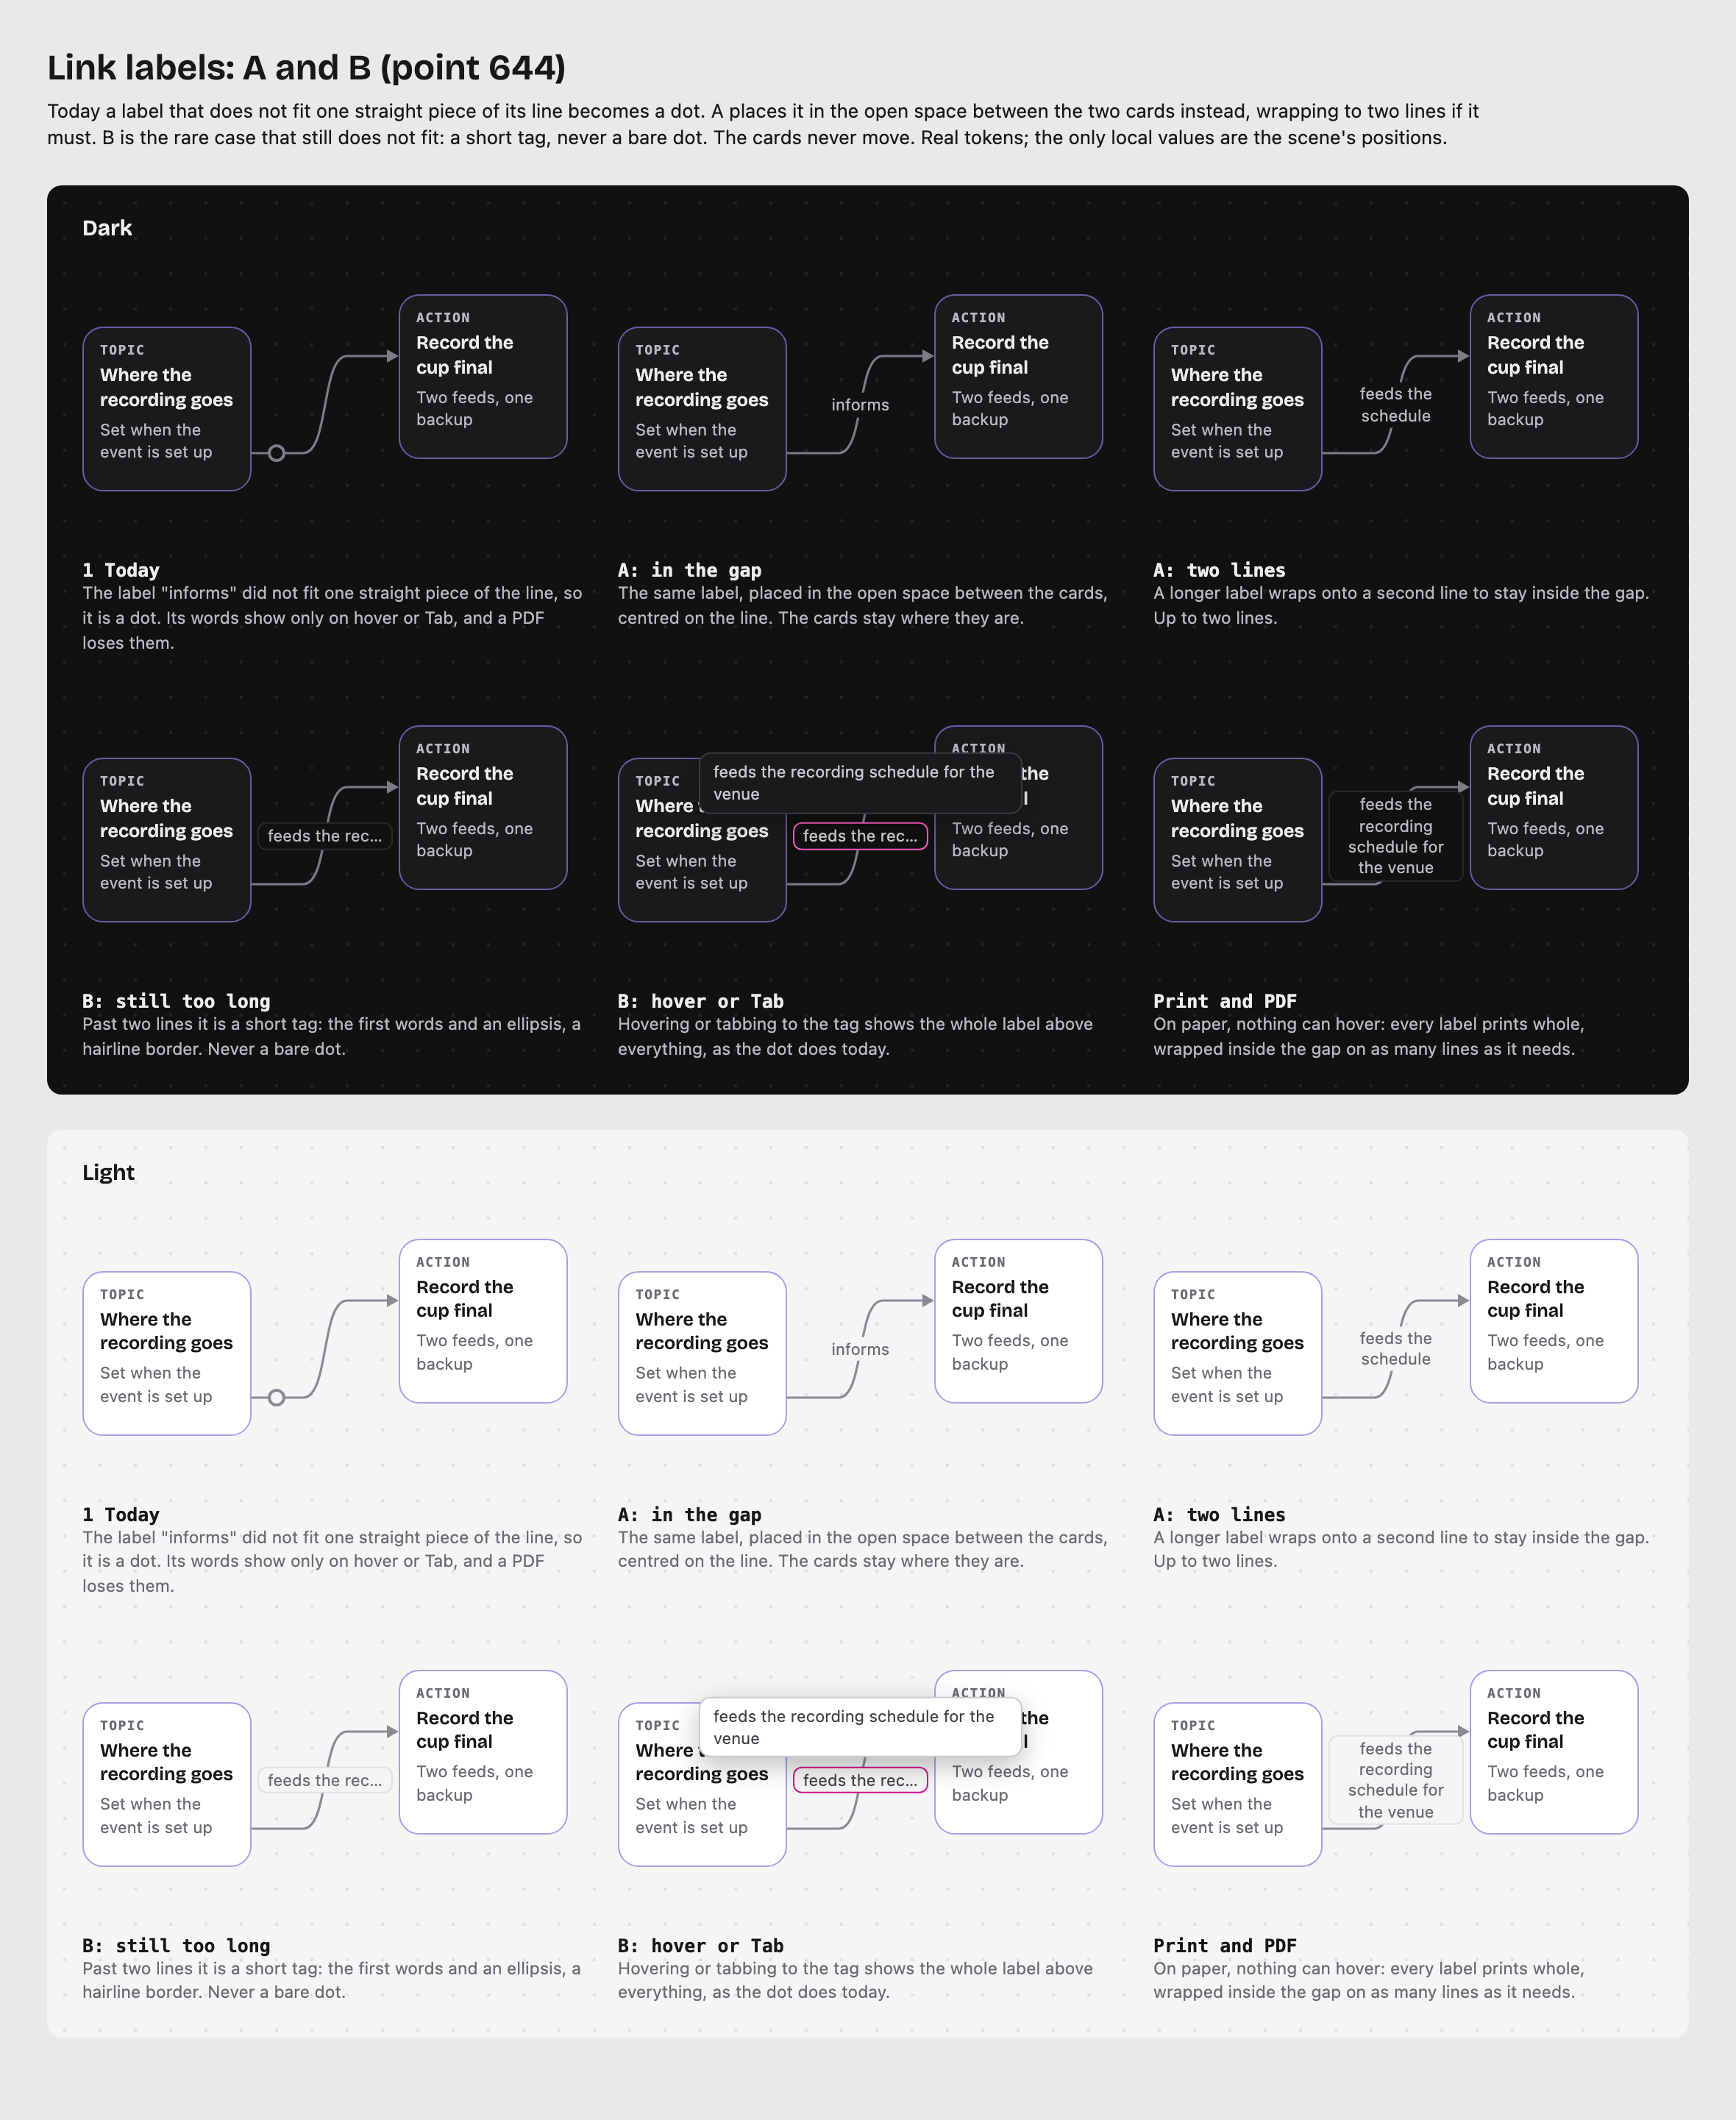 Link labels: A and B (point 644)
Today a label that does not fit one straight piece of its line becomes a dot. A places it in the open space between the two cards instead, wrapping to two lines if it
must. B is the rare case that still does not fit: a short tag, never a bare dot. The cards never move. Real tokens; the only local values are the scene's positions.
Dark
TOPIC
Where the
recording goes
Set when the
event is set up
ACTION
Record the
cup final
Two feeds, one
backup
TOPIC
Where the
recording goes
Set when the
event is set up
informs
ACTION
Record the
cup final
Two feeds, one
backup
TOPIC
Where the
recording goes
Set when the
event is set up
feeds the
schedule
ACTION
Record the
cup final
Two feeds, one
backup
1 Today
The label "informs" did not fit one straight piece of the line, so
it is a dot. Its words show only on hover or Tab, and a PDF
loses them.
A: in the gap
The same label, placed in the open space between the cards,
centred on the line. The cards stay where they are.
A: two lines
A longer label wraps onto a second line to stay inside the gap.
Up to two lines.
TOPIC
Where the
recording goes
Set when the
event is set up
feeds the rec...
ACTION
Record the
cup final
Two feeds, one
backup
TOPIC
Where
recording goes
Set when the
event is set up
feeds the recording schedule for the
venue
feeds the rec...
ACTION
the
l
Two feeds, one
backup
TOPIC
Where the
recording goes
Set when the
event is set up
feeds the
recording
schedule for
the venue
ACTION
Record the
cup final
Two feeds, one
backup
B: still too long
Past two lines it is a short tag: the first words and an ellipsis, a
hairline border. Never a bare dot.
B: hover or Tab
Hovering or tabbing to the tag shows the whole label above
everything, as the dot does today.
Print and PDF
On paper, nothing can hover: every label prints whole,
wrapped inside the gap on as many lines as it needs.
Light
TOPIC
Where the
recording goes
Set when the
event is set up
ACTION
Record the
cup final
Two feeds, one
backup
TOPIC
Where the
recording goes
Set when the
event is set up
informs
ACTION
Record the
cup final
Two feeds, one
backup
TOPIC
Where the
recording goes
Set when the
event is set up
feeds the
schedule
ACTION
Record the
cup final
Two feeds, one
backup
1 Today
The label "informs" did not fit one straight piece of the line, so
it is a dot. Its words show only on hover or Tab, and a PDF
loses them.
A: in the gap
The same label, placed in the open space between the cards,
centred on the line. The cards stay where they are.
A: two lines
A longer label wraps onto a second line to stay inside the gap.
Up to two lines.
TOPIC
Where the
recording goes
Set when the
event is set up
feeds the rec...
ACTION
Record the
cup final
Two feeds, one
backup
TOPIC
Where
recording goes
Set when the
event is set up
feeds the recording schedule for the
venue
feeds the rec...
ACTION
the
l
Two feeds, one
backup
TOPIC
Where the
recording goes
Set when the
event is set up
feeds the
recording
schedule for
the venue
ACTION
Record the
cup final
Two feeds, one
backup
B: still too long
Past two lines it is a short tag: the first words and an ellipsis, a
hairline border. Never a bare dot.
B: hover or Tab
Hovering or tabbing to the tag shows the whole label above
everything, as the dot does today.
Print and PDF
On paper, nothing can hover: every label prints whole,
wrapped inside the gap on as many lines as it needs.